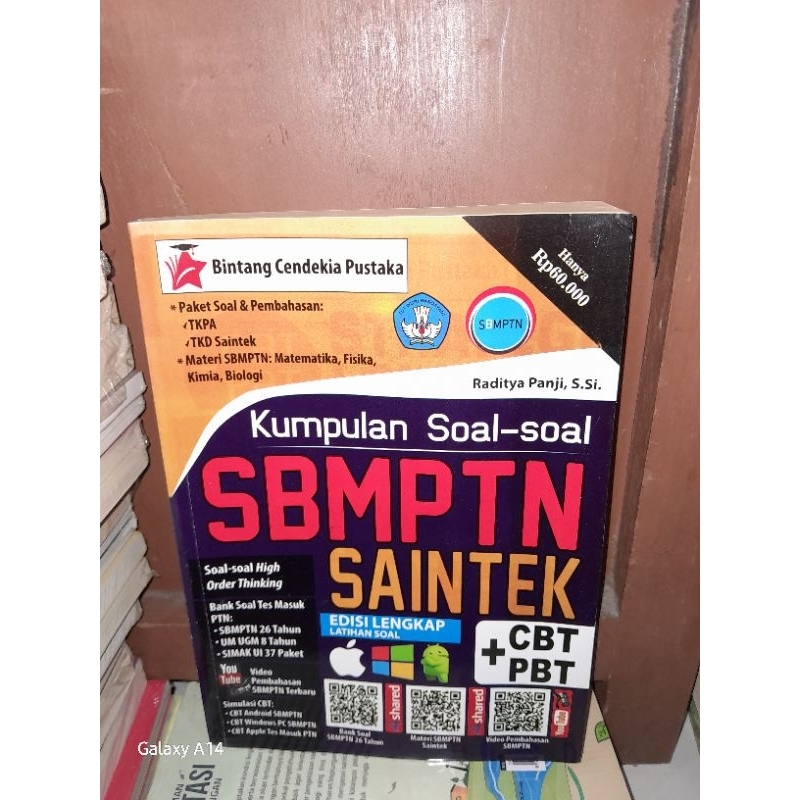 Bintang Cendekia Pustaka
Hanya
Rp60.000
* Paket Soal & Pembahasan:
√TKPA
√TKD Saintek
* Materi SBMPTN: Matematika, Fisika,
Kimia, Biologi
SBMPTN
Raditya Panji, S.Si.
Kumpulan Soal-soal
SBMPTN
SAINTEK
Soal-soal High
Order Thinking
Bank Soal Tes Masuk
PTN:
• SBMPTN 26 Tahun
• UM UGM 8 Tahun
• SIMAK UI 37 Paket
You
Tube
Video
Pembahasan
SBMPTN Terbaru
Simulasi CBT:
• CBT Android SBMPTN
• CBT Windows PC SBMPTN
• CBT Apple Tes Masuk PTN
EDISI LENGKAP
LATIHAN SOAL
+ CBT
PBT
shared
shared
YouTube
Bank Soal
SBMPTN 26 Tahun
Materi SBMPTN
Saintek
Video Pembahasan
SBMPTN
Galaxy A14